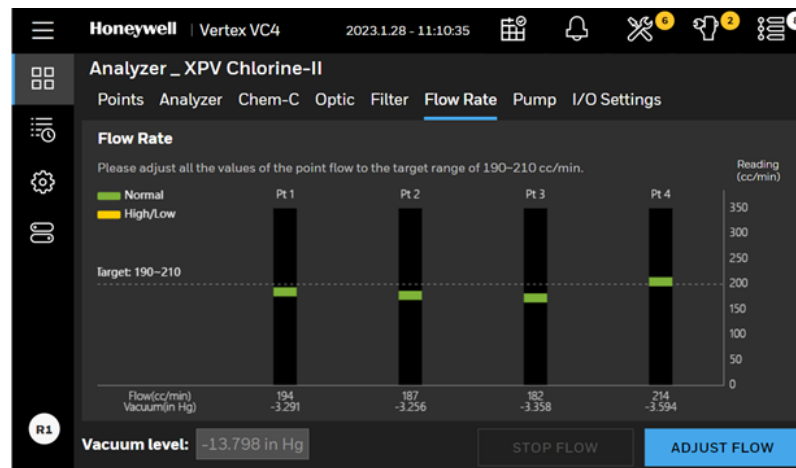 Honeywell | Vertex VC4 2023.1.28 - 11:10:35 6 2
Analyzer _ XPV Chlorine-II
Points Analyzer Chem-C Optic Filter Flow Rate Pump I/O Settings
Flow Rate
Please adjust all the values of the point flow to the target range of 190~210 cc/min.
Reading
(cc/min)
Normal Pt 1 Pt 2 Pt 3 Pt 4
High/Low
350
300
250
Target: 190~210
200
150
100
50
0
Flow(cc/min) 194 187 182 214
Vacuum(in Hg) -3.291 -3.256 -3.358 -3.594
R1
Vacuum level: -13.798 in Hg STOP FLOW ADJUST FLOW